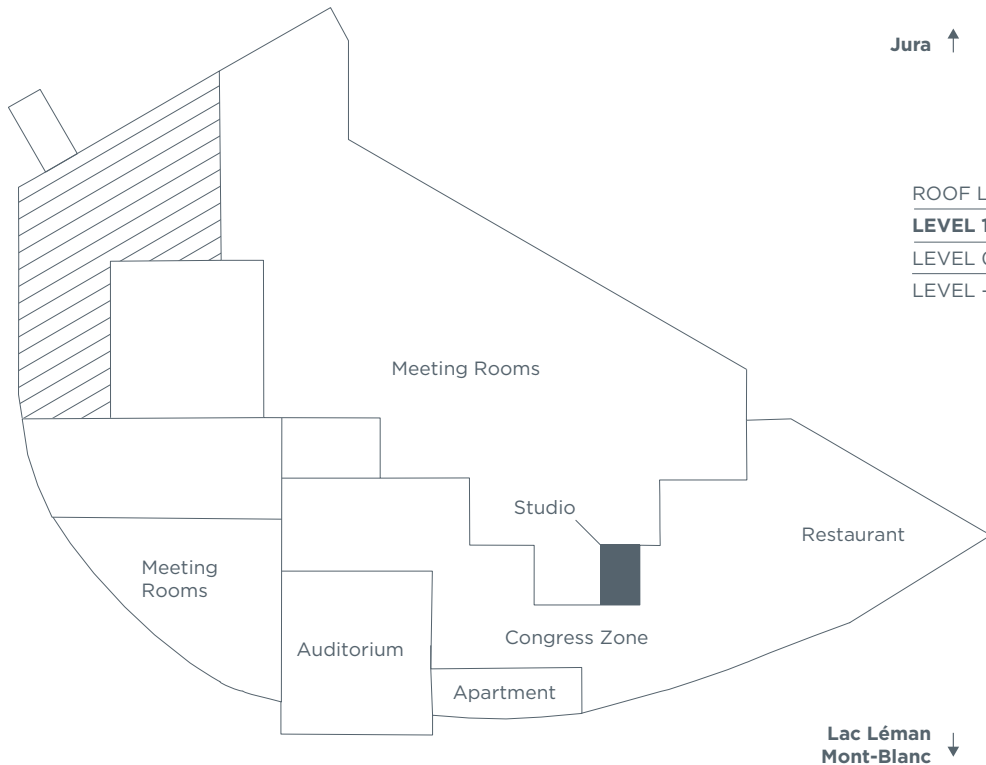 Jura
ROOF L
LEVEL 1
LEVEL
LEVEL -
Meeting Rooms
Studio
Restaurant
Meeting
Rooms
Congress Zone
Auditorium
Apartment
Lac Léman
Mont-Blanc